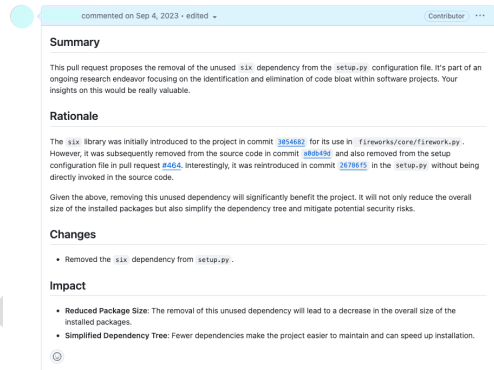 commented on Sep 4, 2023 • edited
Contributor
Summary
This pull request proposes the removal of the unused six dependency from the setup.py configuration file. It's part of an
ongoing research endeavor focusing on the identification and elimination of code bloat within software projects. Your
insights on this would be really valuable.
Rationale
The six library was initially introduced to the project in commit 3054682 for its use in fireworks/core/firework.py .
However, it was subsequently removed from the source code in commit a0db49d and also removed from the setup
configuration file in pull request #464. Interestingly, it was reintroduced in commit 26786f5 in the setup.py without being
directly invoked in the source code.
Given the above, removing this unused dependency will significantly benefit the project. It will not only reduce the overall
size of the installed packages but also simplify the dependency tree and mitigate potential security risks.
Changes
• Removed the six dependency from setup.py .
Impact
• Reduced Package Size: The removal of this unused dependency will lead to a decrease in the overall size of the
installed packages.
• Simplified Dependency Tree: Fewer dependencies make the project easier to maintain and can speed up installation.